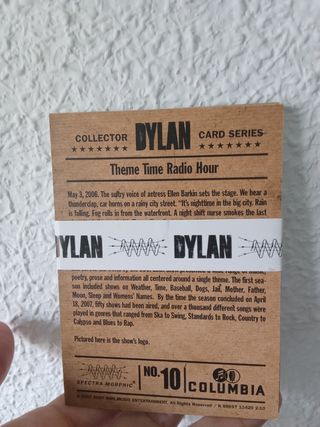 COLLECTOR DYLAN CARD SERIES
Theme Time Radio Hour
May 3, 2006. The sultry voice of actress Ellen Barkin sets the stage. We hear a
thunderclap, car horns on a rainy city street. "It's nighttime in the big city. Rain
is falling. Fog rolls in from the waterfront. A night shift nurse smokes the last
DYLAN DYLAN
poetry, prose and information all centered around a single theme. The first sea-
son included shows on Weather, Time, Baseball, Dogs, Jail, Mother, Father,
Moon, Sleep and Womens' Names. By the time the season concluded on April
18, 2007, fifty shows had been aired, and over a thousand different songs were
played in genres that ranged from Ska to Swing, Standards to Rock, Country to
Calypso and Blues to Rap.
Pictured here is the show's logo.
SPECTRA MORPHIC NO. 10 COLUMBIA
© 2007 SONY BMG MUSIC ENTERTAINMENT. All Rights Reserved /